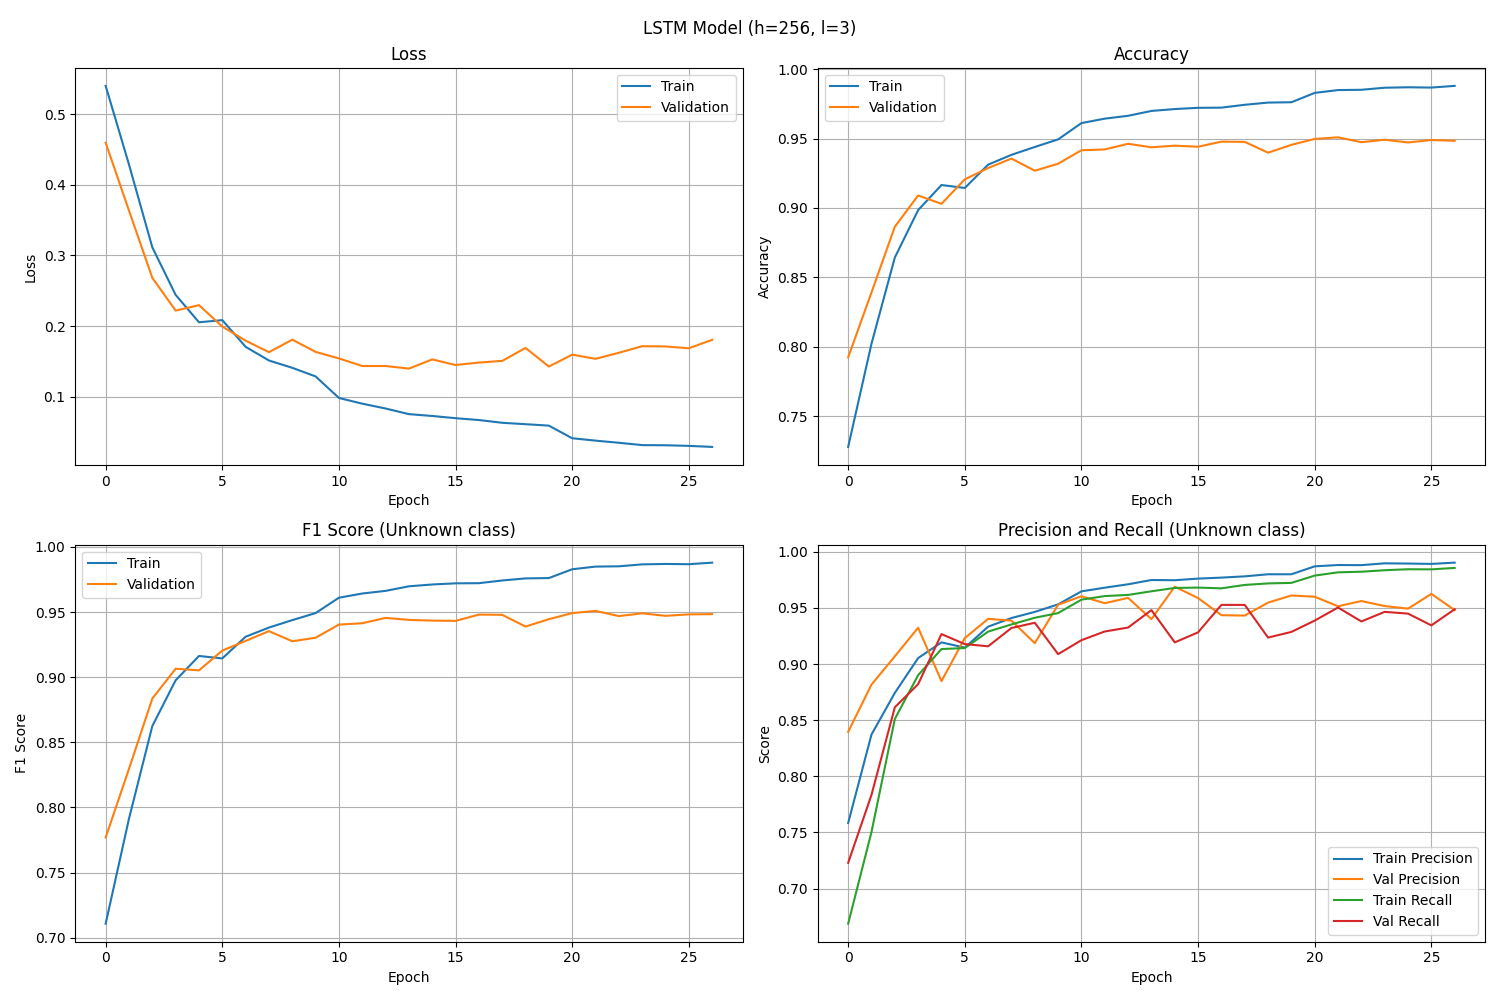 LSTM Model (h=256, l=3)
Loss
Train
Validation
0.5
0.4
0.3
0.2
0.1
Loss
0 5 10 15 20 25
Epoch
Accuracy
Train
Validation
1.00
0.95
0.90
0.85
0.80
0.75
Accuracy
0 5 10 15 20 25
Epoch
F1 Score (Unknown class)
Train
Validation
1.00
0.95
0.90
0.85
0.80
0.75
0.70
F1 Score
0 5 10 15 20 25
Epoch
Precision and Recall (Unknown class)
1.00
0.95
0.90
0.85
0.80
0.75
0.70
Score
Train Precision
Val Precision
Train Recall
Val Recall
0 5 10 15 20 25
Epoch